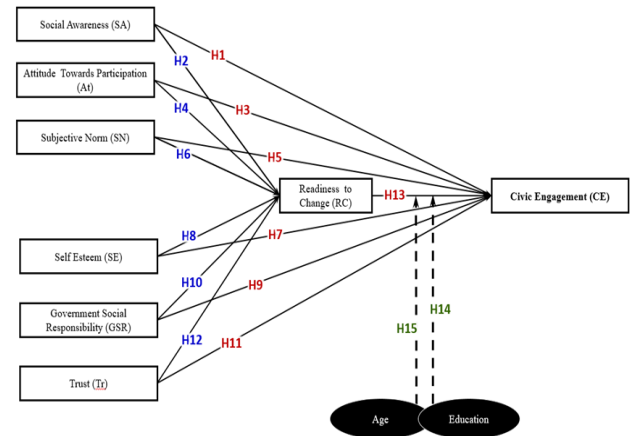 Social Awareness (SA)
H1
H2
Attitude Towards Participation
(At)
H3
H4
Subjective Norm (SN)
H5
H6
Readiness to
Change (RC)
H13
Civic Engagement (CE)
H8
H7
Self Esteem (SE)
H10
H9
Government Social
Responsibility (GSR)
H14
H15
H12
H11
Trust (Tr)
Age
Education